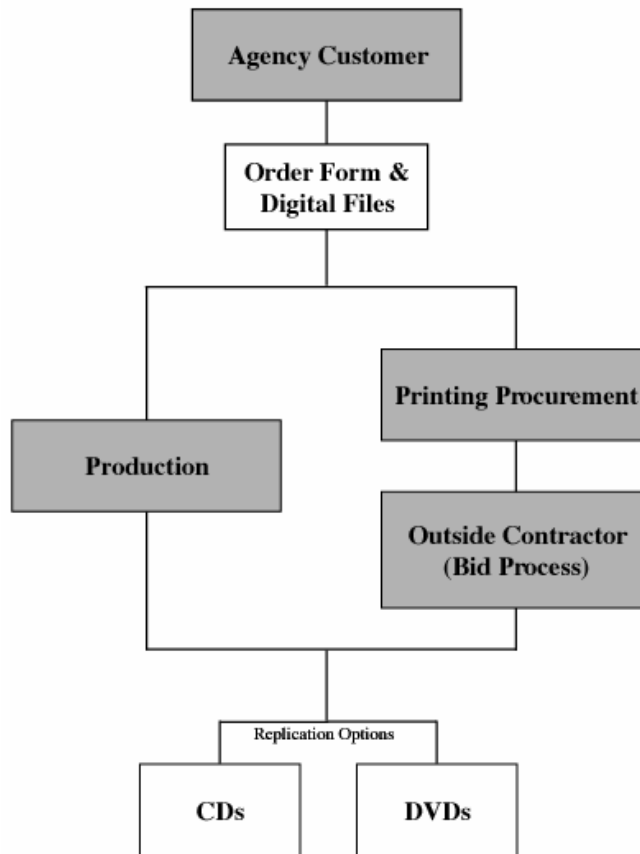 Agency Customer
Order Form &
Digital Files
Printing Procurement
Production
Outside Contractor
(Bid Process)
Replication Options
CDs
DVDs